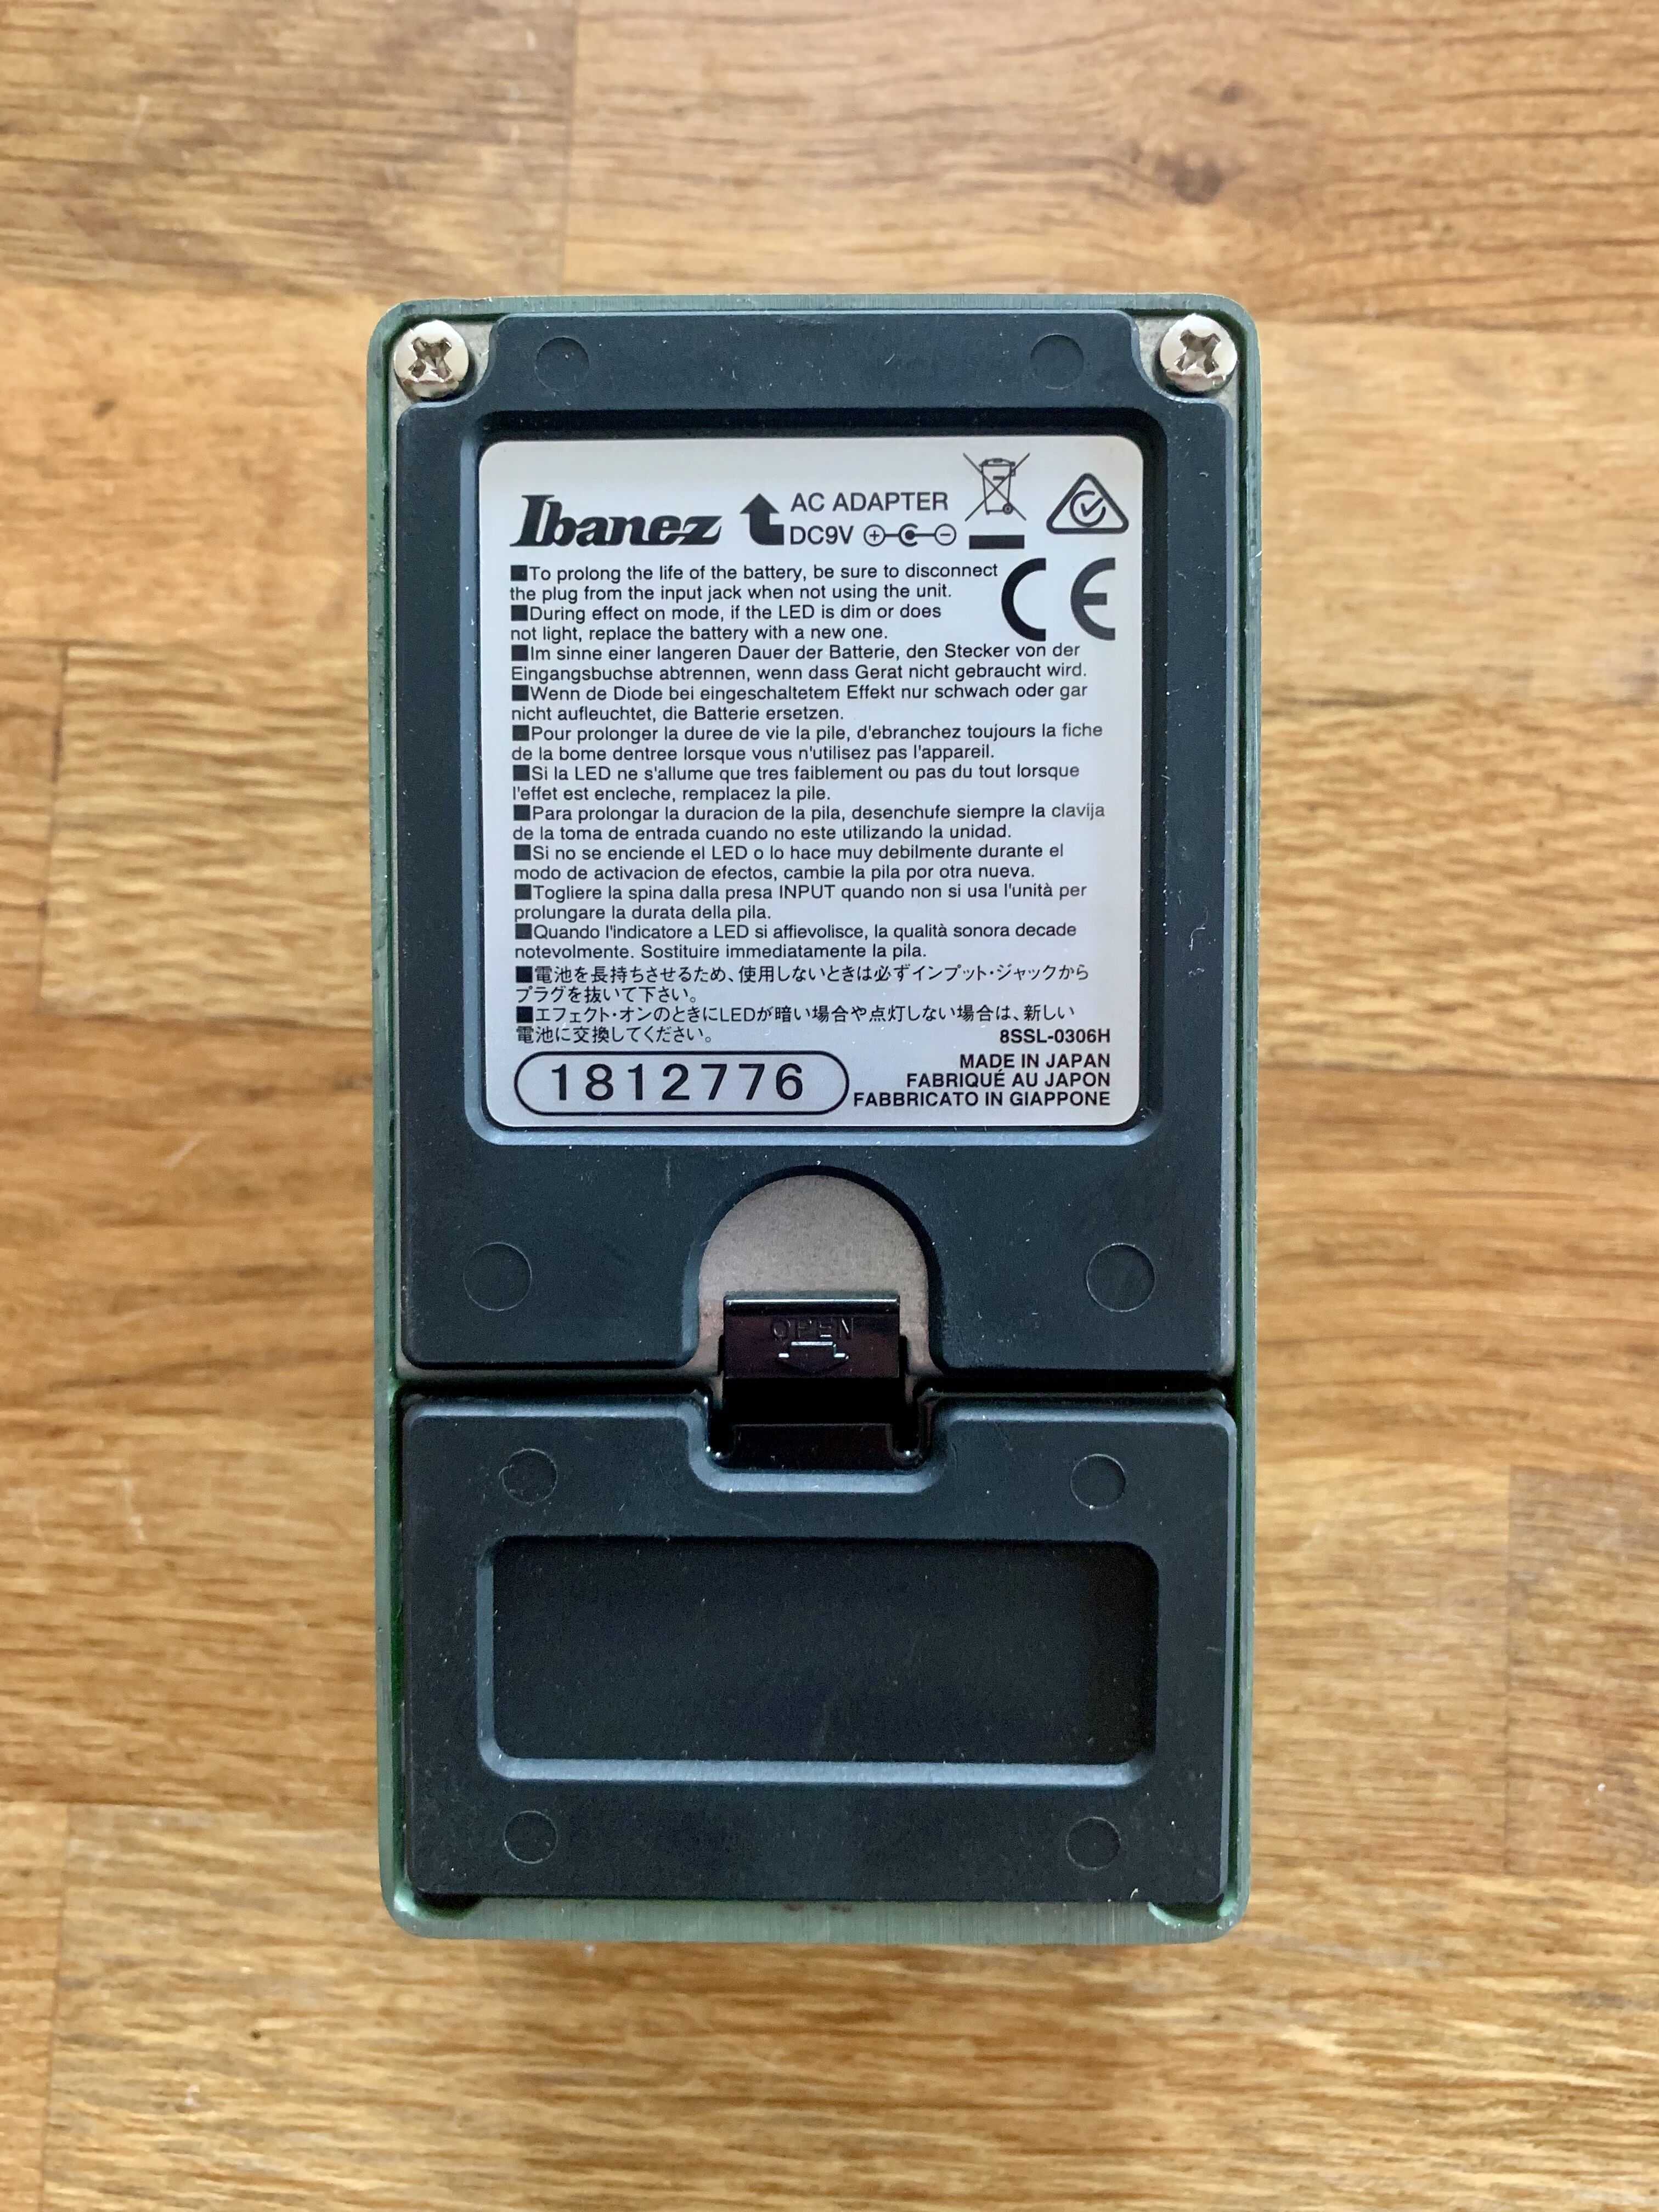 Ibanez AC ADAPTER
DC9V
■To prolong the life of the battery, be sure to disconnect
the plug from the input jack when not using the unit.
■During effect on mode, if the LED is dim or does
not light, replace the battery with a new one.
CE
■Im sinne einer langeren Dauer der Batterie, den Stecker von der
Eingangsbuchse abtrennen, wenn dass Gerat nicht gebraucht wird.
■Wenn de Diode bei eingeschaltetem Effekt nur schwach oder gar
nicht aufleuchtet, die Batterie ersetzen.
■Pour prolonger la duree de vie la pile, d'ebranchez toujours la fiche
de la bome dentree lorsque vous n'utilisez pas l'appareil.
■Si la LED ne s'allume que tres faiblement ou pas du tout lorsque
l'effet est encleche, remplacez la pile.
■Para prolongar la duracion de la pila, desenchufe siempre la clavija
de la toma de entrada cuando no este utilizando la unidad.
■Si no se enciende el LED o lo hace muy debilmente durante el
modo de activacion de efectos, cambie la pila por otra nueva.
■Togliere la spina dalla presa INPUT quando non si usa l'unità per
prolungare la durata della pila.
■Quando l'indicatore a LED si affievolisce, la qualità sonora decade
notevolmente. Sostituire immediatamente la pila.
■電池を長持ちさせるため、使用しないときは必ずインプット・ジャックから
プラグを抜いて下さい。
■エフェクト・オンのときにLEDが暗い場合や点灯しない場合は、新しい
電池に交換してください。
8SSL-0306H
1812776
MADE IN JAPAN
FABRIQUÉ AU JAPON
FABBRICATO IN GIAPPONE
OPEN